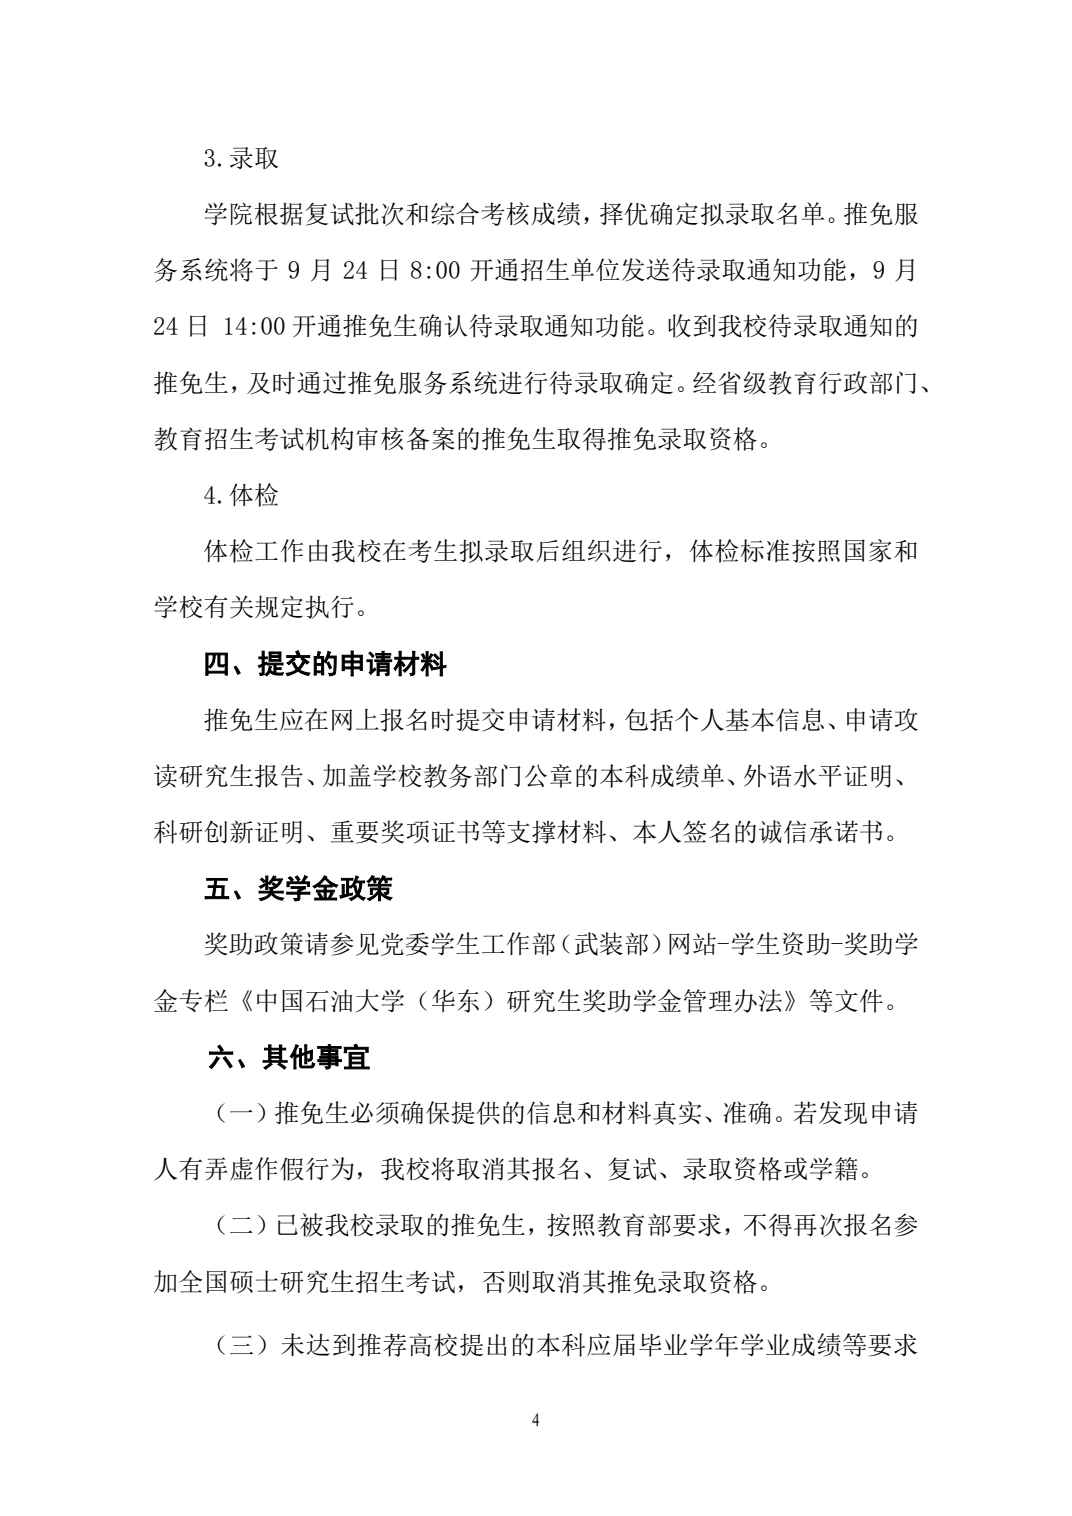 3.录取
学院根据复试批次和综合考核成绩，择优确定拟录取名单。推免服
务系统将于 9 月 24 日 8:00 开通招生单位发送待录取通知功能，9 月
24 日 14:00 开通推免生确认待录取通知功能。收到我校待录取通知的
推免生，及时通过推免服务系统进行待录取确定。经省级教育行政部门、
教育招生考试机构审核备案的推免生取得推免录取资格。
4.体检
体检工作由我校在考生拟录取后组织进行，体检标准按照国家和
学校有关规定执行。
四、提交的申请材料
推免生应在网上报名时提交申请材料，包括个人基本信息、申请攻
读研究生报告、加盖学校教务部门公章的本科成绩单、外语水平证明、
科研创新证明、重要奖项证书等支撑材料、本人签名的诚信承诺书。
五、奖学金政策
奖助政策请参见党委学生工作部（武装部）网站-学生资助-奖助学
金专栏《中国石油大学（华东）研究生奖助学金管理办法》等文件。
六、其他事宜
（一）推免生必须确保提供的信息和材料真实、准确。若发现申请
人有弄虚作假行为，我校将取消其报名、复试、录取资格或学籍。
（二）已被我校录取的推免生，按照教育部要求，不得再次报名参
加全国硕士研究生招生考试，否则取消其推免录取资格。
（三）未达到推荐高校提出的本科应届毕业学年学业成绩等要求
4